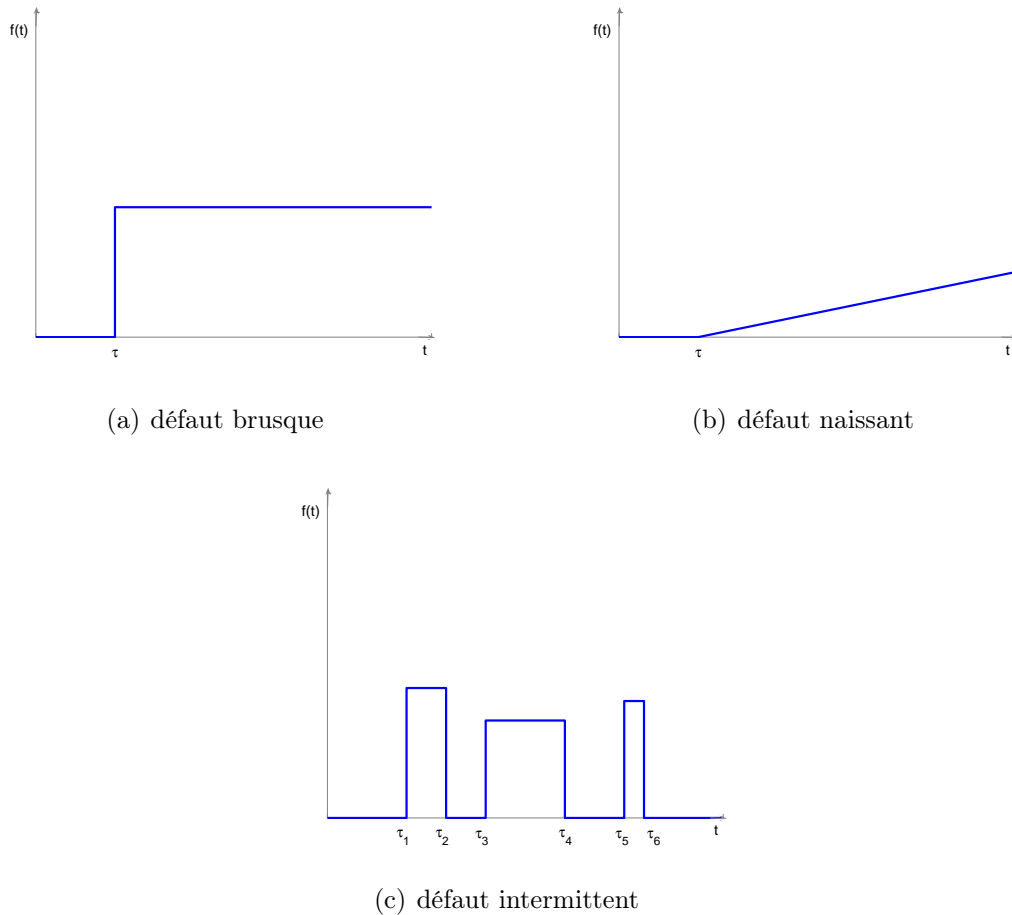 f(t)
τ
t
(a) défaut brusque
f(t)
τ
t
(b) défaut naissant
f(t)
τ1 τ2 τ3 τ4 τ5 τ6 t
(c) défaut intermittent